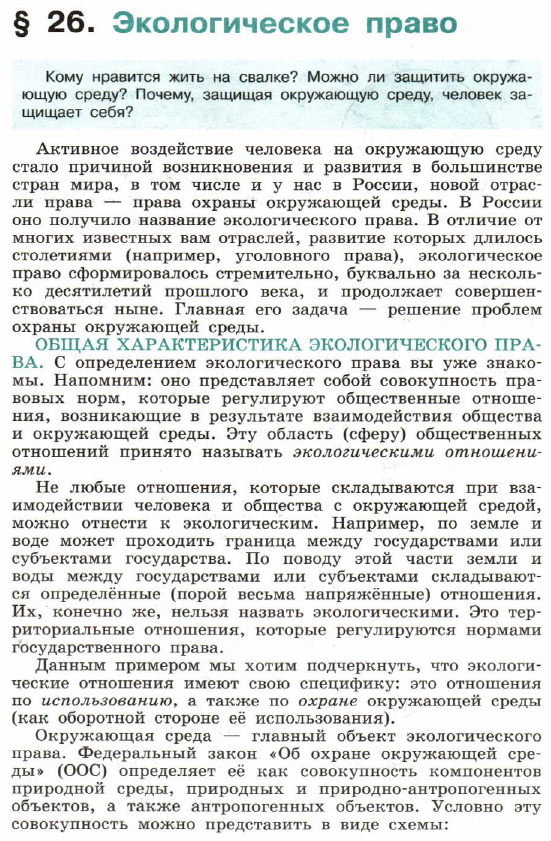 § 26. Экологическое право
Кому нравится жить на свалке? Можно ли защитить окружа-
ющую среду? Почему, защищая окружающую среду, человек за-
щищает себя?
Активное воздействие человека на окружающую среду
стало причиной возникновения и развития в большинстве
стран мира, в том числе и у нас в России, новой отрас-
ли права — права охраны окружающей среды. В России
оно получило название экологического права. В отличие от
многих известных вам отраслей, развитие которых длилось
столетиями (например, уголовного права), экологическое
право сформировалось стремительно, буквально за несколь-
ко десятилетий прошлого века, и продолжает совершен-
ствоваться ныне. Главная его задача — решение проблем
охраны окружающей среды.
ОБЩАЯ ХАРАКТЕРИСТИКА ЭКОЛОГИЧЕСКОГО ПРА-
ВА. С определением экологического права вы уже знако-
мы. Напомним: оно представляет собой совокупность пра-
вовых норм, которые регулируют общественные отноше-
ния, возникающие в результате взаимодействия общества
и окружающей среды. Эту область (сферу) общественных
отношений принято называть экологическими отношени-
ями.
Не любые отношения, которые складываются при вза-
имодействии человека и общества с окружающей средой,
можно отнести к экологическим. Например, по земле и
воде может проходить граница между государствами или
субъектами государства. По поводу этой части земли и
воды между государствами или субъектами складывают-
ся определённые (порой весьма напряжённые) отношения.
Их, конечно же, нельзя назвать экологическими. Это тер-
риториальные отношения, которые регулируются нормами
государственного права.
Данным примером мы хотим подчеркнуть, что экологи-
ческие отношения имеют свою специфику: это отношения
по использованию, а также по охране окружающей среды
(как оборотной стороне её использования).
Окружающая среда — главный объект экологического
права. Федеральный закон «Об охране окружающей сре-
ды» (ООС) определяет её как совокупность компонентов
природной среды, природных и природно-антропогенных
объектов, а также антропогенных объектов. Условно эту
совокупность можно представить в виде схемы: